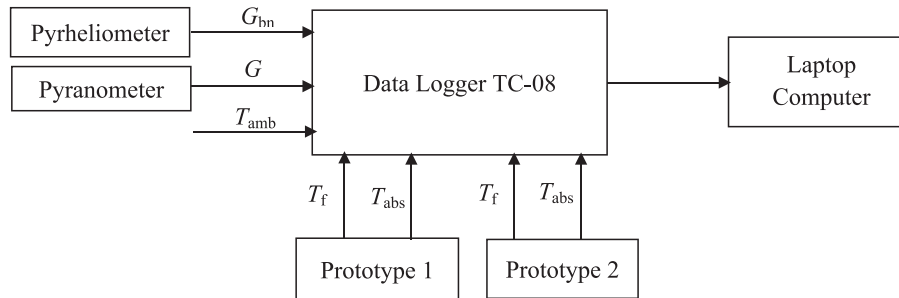 Pyrheliometer
G_bn
Pyranometer
G
T_amb
Data Logger TC-08
Laptop
Computer
T_f
T_abs
T_f
T_abs
Prototype 1
Prototype 2